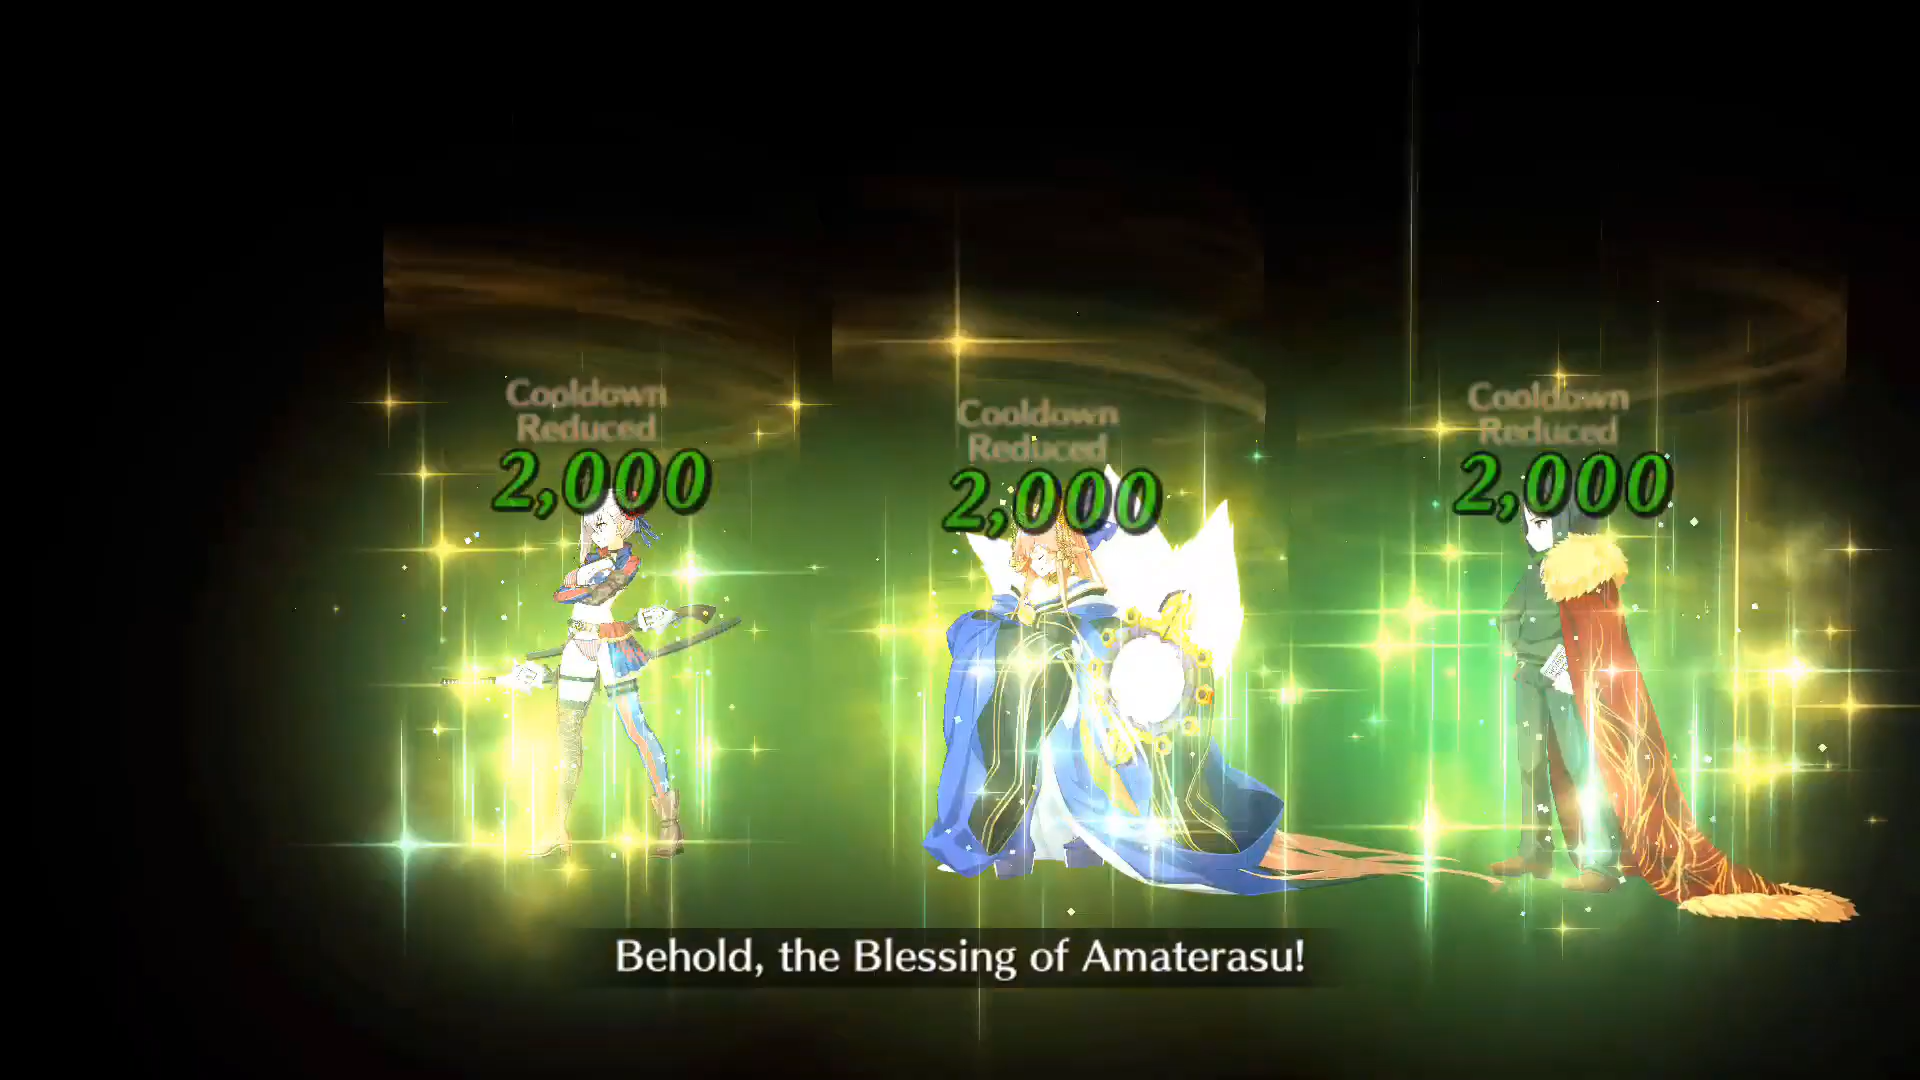 Cooldown
Reduced
2,000
Cooldown
Reduced
2,000
Cooldown
Reduced
2,000
Behold, the Blessing of Amaterasu!